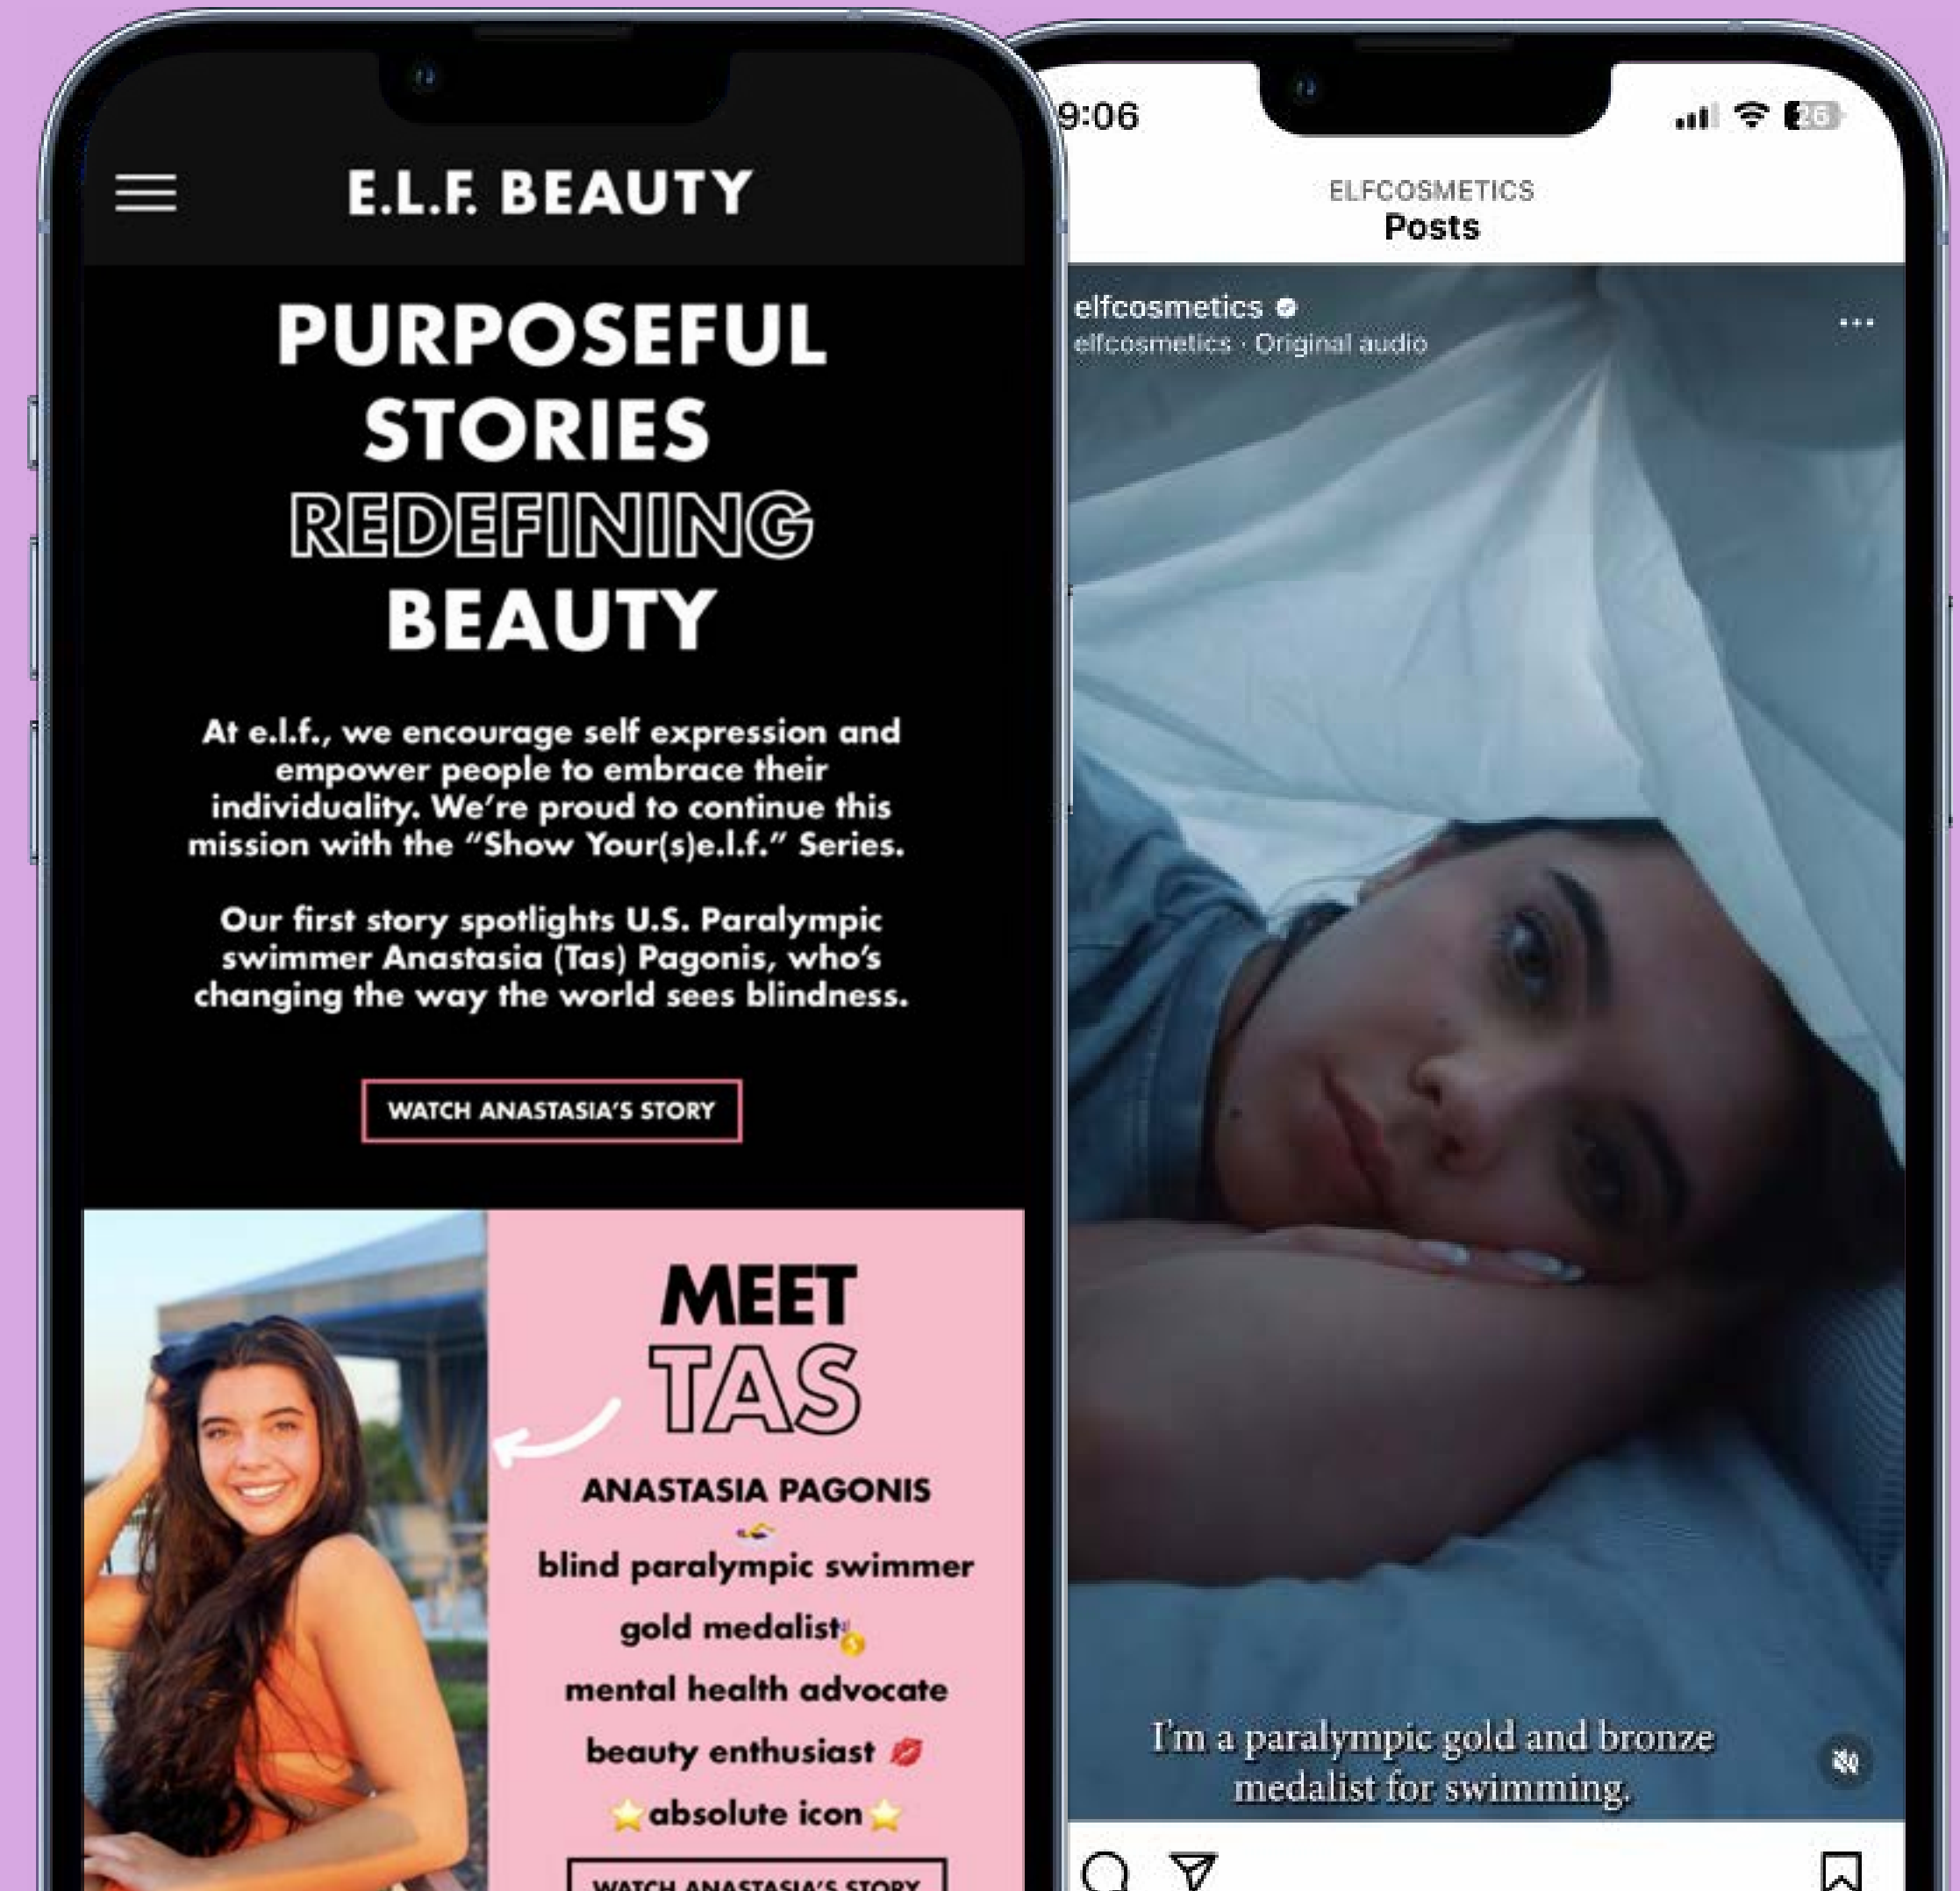 E.L.F. BEAUTY
PURPOSEFUL
STORIES
REDEFINING
BEAUTY
At e.l.f., we encourage self expression and
empower people to embrace their
individuality. We're proud to continue this
mission with the "Show Your(s)e.l.f." Series.
Our first story spotlights U.S. Paralympic
swimmer Anastasia (Tas) Pagonis, who's
changing the way the world sees blindness.
WATCH ANASTASIA'S STORY
MEET
TAS
ANASTASIA PAGONIS
blind paralympic swimmer
gold medalist
mental health advocate
beauty enthusiast 💋
⭐absolute icon⭐
WATCH ANASTASIA'S STORY
9:06
26
ELFCOSMETICS
Posts
elfcosmetics
elfcosmetics · Original audio
I'm a paralympic gold and bronze
medalist for swimming.